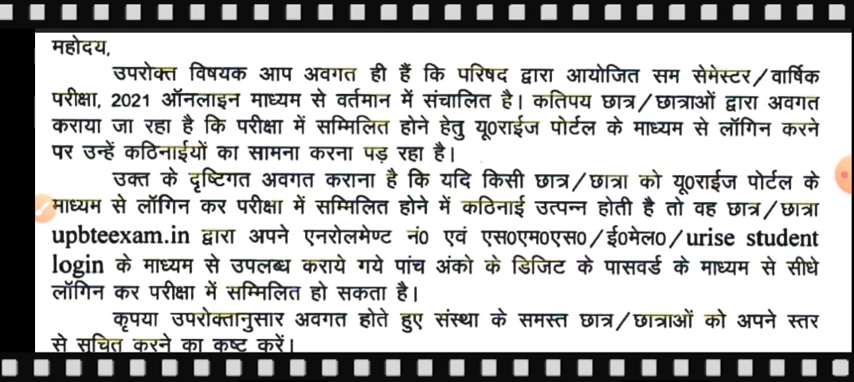 महोदय,
उपरोक्त विषयक आप अवगत ही हैं कि परिषद द्वारा आयोजित सम सेमेस्टर/वार्षिक
परीक्षा, 2021 ऑनलाइन माध्यम से वर्तमान में संचालित है। कतिपय छात्र/छात्राओं द्वारा अवगत
कराया जा रहा है कि परीक्षा में सम्मिलित होने हेतु यू0राईज पोर्टल के माध्यम से लॉगिन करने
पर उन्हें कठिनाईयों का सामना करना पड़ रहा है।
उक्त के दृष्टिगत अवगत कराना है कि यदि किसी छात्र/छात्रा को यू0राईज पोर्टल के
माध्यम से लॉगिन कर परीक्षा में सम्मिलित होने में कठिनाई उत्पन्न होती है तो वह छात्र/छात्रा
upbteexam.in द्वारा अपने एनरोलमेण्ट नं0 एवं एस0एम0एस0/ई0मेल0/urise student
login के माध्यम से उपलब्ध कराये गये पांच अंको के डिजिट के पासवर्ड के माध्यम से सीधे
लॉगिन कर परीक्षा में सम्मिलित हो सकता है।
कृपया उपरोक्तानुसार अवगत होते हुए संस्था के समस्त छात्र/छात्राओं को अपने स्तर
से सूचित करने का कष्ट करें।